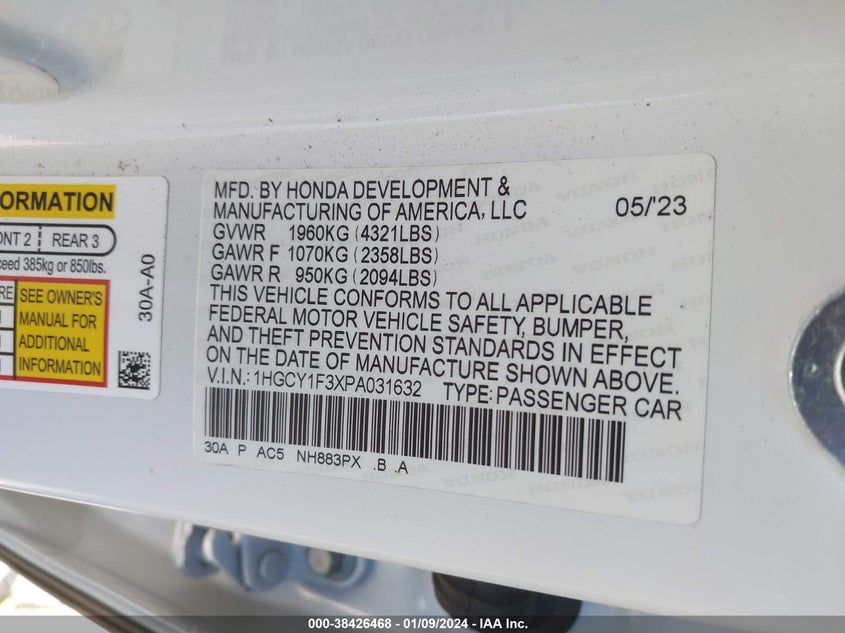 ORMATION
ONT 2 | REAR 3
ceed 385kg or 850lbs.
RE
SEE OWNER'S
MANUAL FOR
ADDITIONAL
INFORMATION
30A-A0
MFD. BY HONDA DEVELOPMENT &
MANUFACTURING OF AMERICA, LLC 05/'23
GVWR 1960KG (4321LBS)
GAWR F 1070KG (2358LBS)
GAWR R 950KG (2094LBS)
THIS VEHICLE CONFORMS TO ALL APPLICABLE
FEDERAL MOTOR VEHICLE SAFETY, BUMPER,
AND THEFT PREVENTION STANDARDS IN EFFECT
ON THE DATE OF MANUFACTURE SHOWN ABOVE.
V.I.N.: 1HGCY1F3XPA031632 TYPE: PASSENGER CAR
30A P AC5 NH883PX .B .A
000-38426468 - 01/09/2024 - IAA Inc.